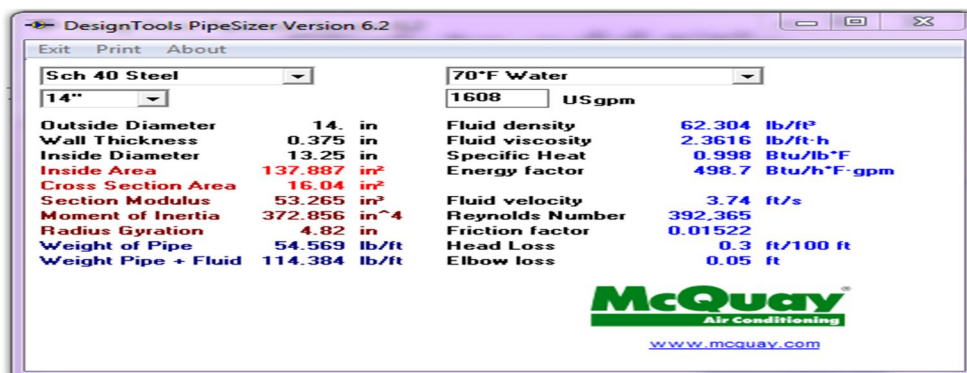 DesignTools PipeSizer Version 6.2
Exit Print About
Sch 40 Steel
14"
70°F Water
1608 USgpm
Outside Diameter 14. in
Wall Thickness 0.375 in
Inside Diameter 13.25 in
Inside Area 137.887 in²
Cross Section Area 16.04 in²
Section Modulus 53.265 in³
Moment of Inertia 372.856 in^4
Radius Gyration 4.82 in
Weight of Pipe 54.569 lb/ft
Weight Pipe + Fluid 114.384 lb/ft
Fluid density 62.304 lb/ft³
Fluid viscosity 2.3616 lb/ft·h
Specific Heat 0.998 Btu/lb°F
Energy factor 498.7 Btu/h°F·gpm
Fluid velocity 3.74 ft/s
Reynolds Number 392,365
Friction factor 0.01522
Head Loss 0.3 ft/100 ft
Elbow loss 0.05 ft
McQuay®
Air Conditioning
www.mcquay.com